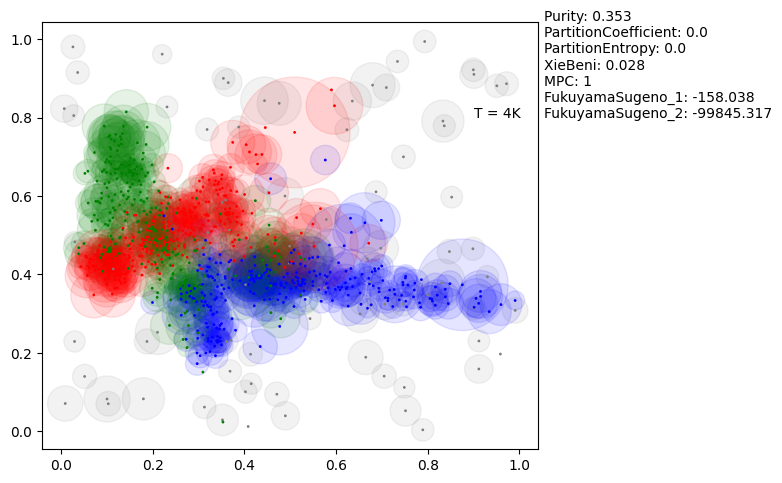 Purity: 0.353
PartitionCoefficient: 0.0
PartitionEntropy: 0.0
XieBeni: 0.028
MPC: 1
FukuyamaSugeno_1: -158.038
FukuyamaSugeno_2: -99845.317
T = 4K
1.0
0.8
0.6
0.4
0.2
0.0
0.0 0.2 0.4 0.6 0.8 1.0